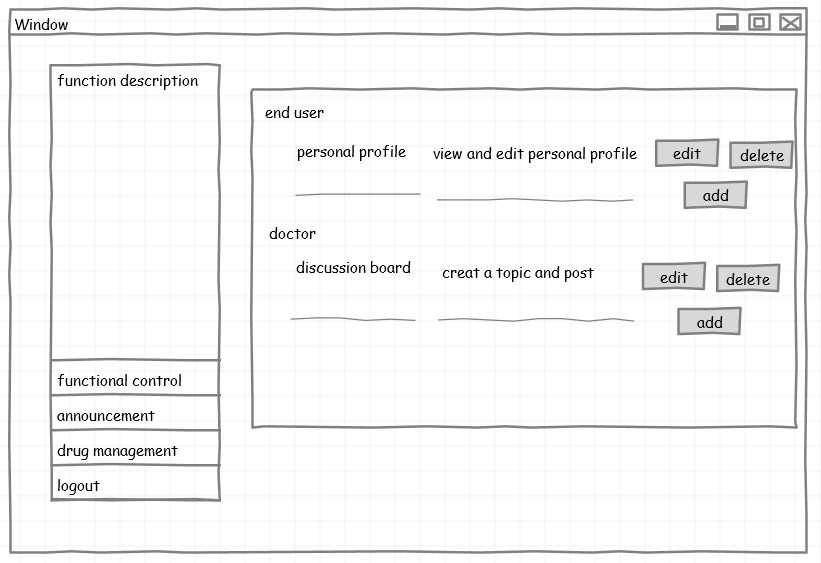 Window
function description
functional control
announcement
drug management
logout
end user
personal profile view and edit personal profile edit delete
add
doctor
discussion board creat a topic and post edit delete
add